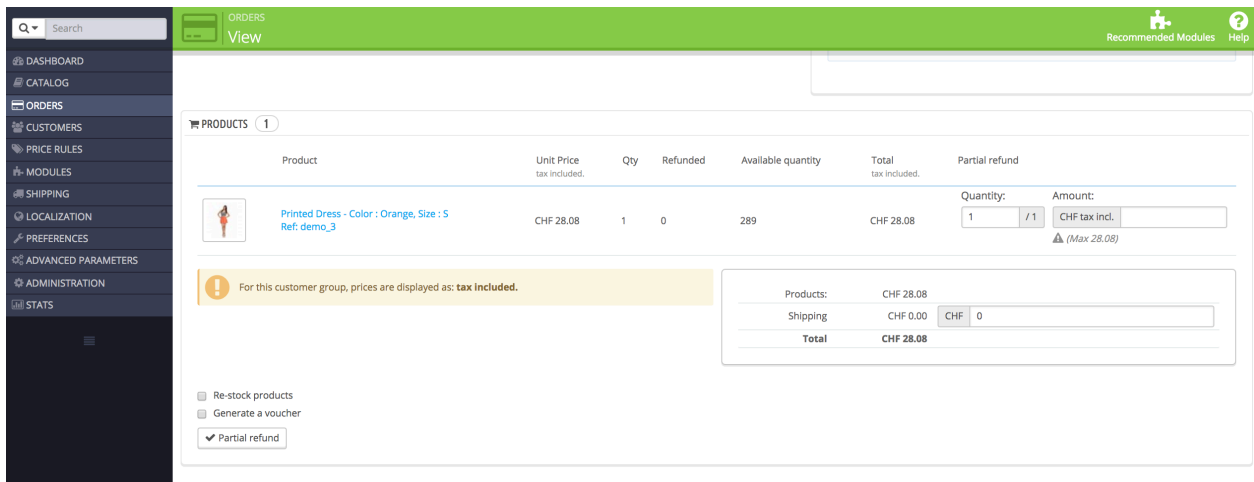 Search
ORDERS
View
Recommended Modules
Help
DASHBOARD
CATALOG
ORDERS
CUSTOMERS
PRICE RULES
MODULES
SHIPPING
LOCALIZATION
PREFERENCES
ADVANCED PARAMETERS
ADMINISTRATION
STATS
PRODUCTS 1
Product Unit Price Qty Refunded Available quantity Total Partial refund
tax included. tax included.
Quantity: Amount:
Printed Dress - Color : Orange, Size : S
Ref: demo_3
CHF 28.08 1 0 289 CHF 28.08 1 / 1 CHF tax incl.
(Max 28.08)
For this customer group, prices are displayed as: tax included.
Products: CHF 28.08
Shipping CHF 0.00 CHF 0
Total CHF 28.08
Re-stock products
Generate a voucher
Partial refund